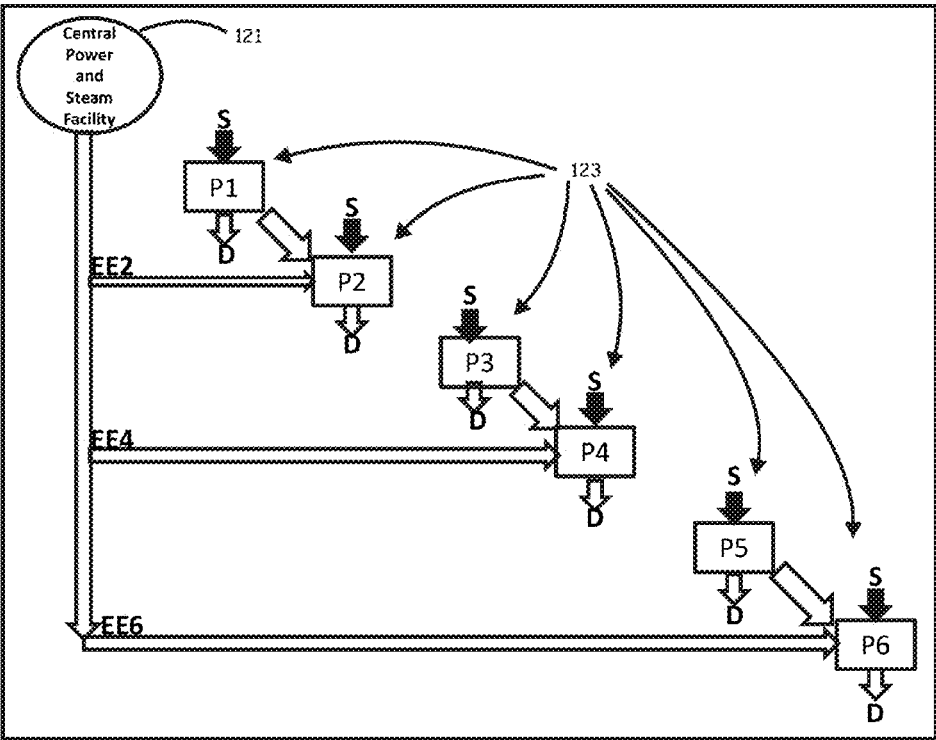 Central
Power
and
Steam
Facility
121
S
123
P1
S
D
EE2
P2
S
D
P3
S
D
EE4
P4
S
D
P5
S
D
EE6
P6
D